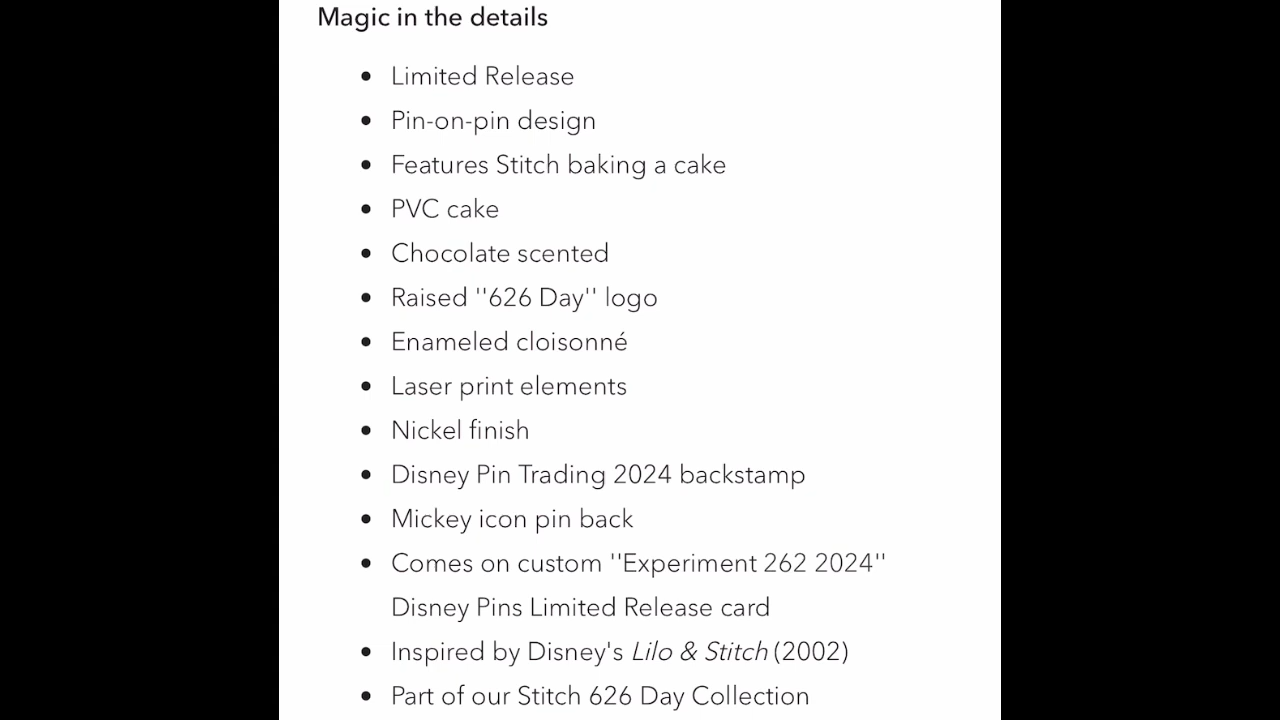 Magic in the details
• Limited Release
• Pin-on-pin design
• Features Stitch baking a cake
• PVC cake
• Chocolate scented
• Raised ''626 Day'' logo
• Enameled cloisonné
• Laser print elements
• Nickel finish
• Disney Pin Trading 2024 backstamp
• Mickey icon pin back
• Comes on custom ''Experiment 262 2024''
Disney Pins Limited Release card
• Inspired by Disney's Lilo & Stitch (2002)
• Part of our Stitch 626 Day Collection